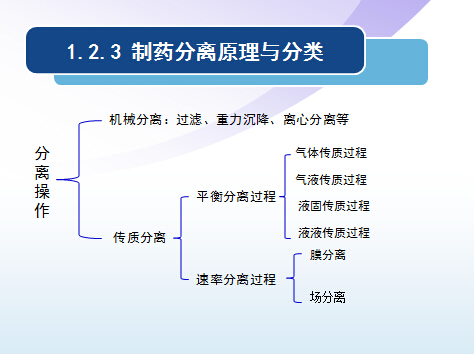 1.2.3 制药分离原理与分类
分离操作
机械分离：过滤、重力沉降、离心分离等
传质分离
平衡分离过程
气体传质过程
气液传质过程
液固传质过程
液液传质过程
速率分离过程
膜分离
场分离